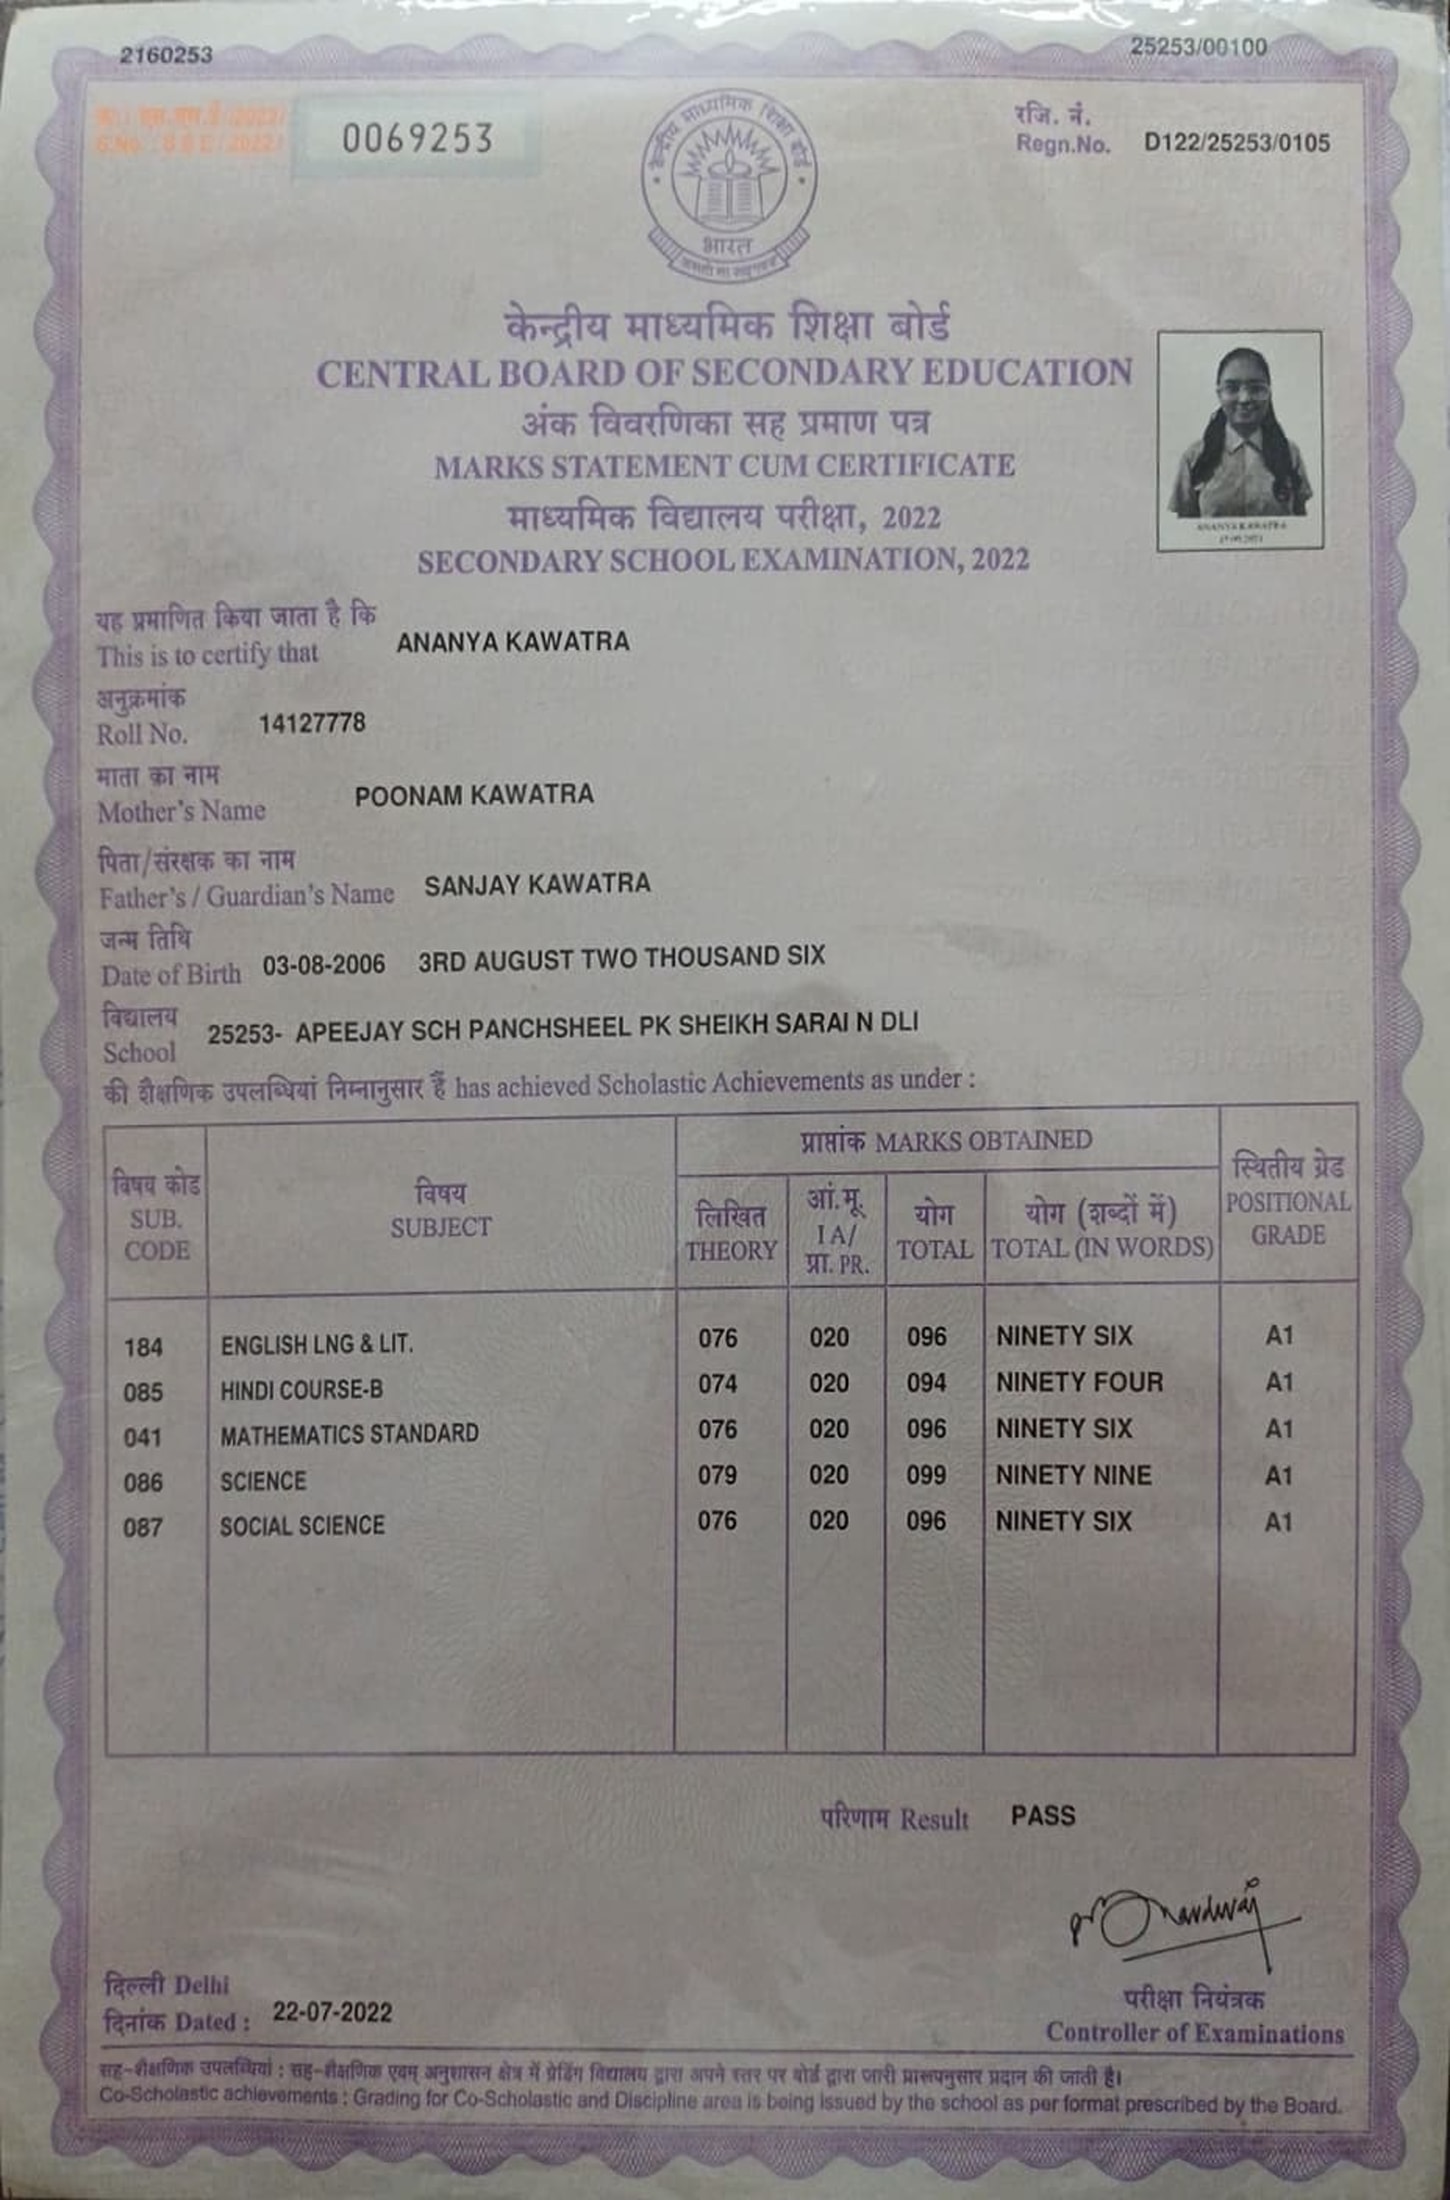 2160253
25253/00100
0069253
रजि. नं.
Regn.No. D122/25253/0105
केन्द्रीय माध्यमिक शिक्षा बोर्ड
भारत
केन्द्रीय माध्यमिक शिक्षा बोर्ड
CENTRAL BOARD OF SECONDARY EDUCATION
अंक विवरणिका सह प्रमाण पत्र
MARKS STATEMENT CUM CERTIFICATE
माध्यमिक विद्यालय परीक्षा, 2022
SECONDARY SCHOOL EXAMINATION, 2022
ANANYA KAWATRA
यह प्रमाणित किया जाता है कि
This is to certify that ANANYA KAWATRA
अनुक्रमांक
Roll No. 14127778
माता का नाम
Mother's Name POONAM KAWATRA
पिता/संरक्षक का नाम
Father's / Guardian's Name SANJAY KAWATRA
जन्म तिथि
Date of Birth 03-08-2006 3RD AUGUST TWO THOUSAND SIX
विद्यालय
School 25253- APEEJAY SCH PANCHSHEEL PK SHEIKH SARAI N DLI
की शैक्षणिक उपलब्धियां निम्नानुसार हैं has achieved Scholastic Achievements as under :
विषय कोड
SUB.
CODE
विषय
SUBJECT
प्राप्तांक MARKS OBTAINED
लिखित
THEORY
आं.मू.
I A/
प्रा. PR.
योग
TOTAL
योग (शब्दों में)
TOTAL (IN WORDS)
स्थितीय ग्रेड
POSITIONAL
GRADE
184 ENGLISH LNG & LIT. 076 020 096 NINETY SIX A1
085 HINDI COURSE-B 074 020 094 NINETY FOUR A1
041 MATHEMATICS STANDARD 076 020 096 NINETY SIX A1
086 SCIENCE 079 020 099 NINETY NINE A1
087 SOCIAL SCIENCE 076 020 096 NINETY SIX A1
परिणाम Result PASS
दिल्ली Delhi
दिनांक Dated : 22-07-2022
परीक्षा नियंत्रक
Controller of Examinations
सह-शैक्षणिक उपलब्धियां : सह-शैक्षणिक एवम् अनुशासन क्षेत्र में ग्रेडिंग विद्यालय द्वारा अपने स्तर पर बोर्ड द्वारा जारी प्रारूपनुसार प्रदान की जाती है।
Co-Scholastic achievements : Grading for Co-Scholastic and Discipline area is being issued by the school as per format prescribed by the Board.